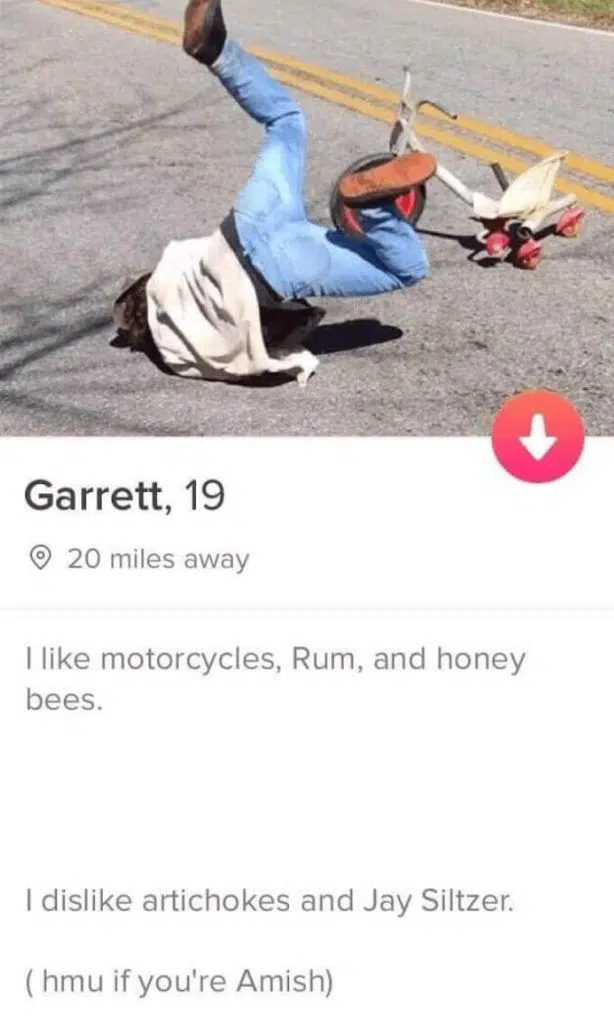 Garrett, 19
20 miles away
I like motorcycles, Rum, and honey
bees.
I dislike artichokes and Jay Siltzer.
( hmu if you're Amish)